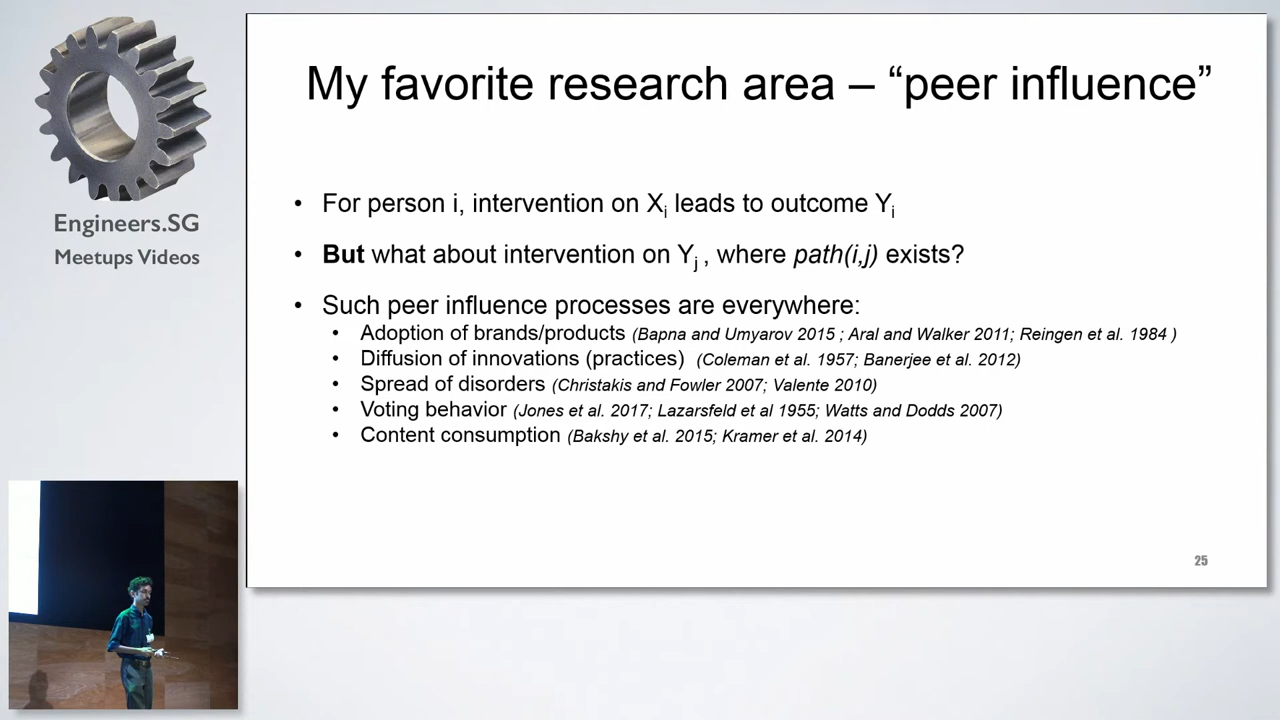 Engineers.SG
Meetups Videos
My favorite research area – “peer influence”
• For person i, intervention on Xi leads to outcome Yi
• But what about intervention on Yj , where path(i,j) exists?
• Such peer influence processes are everywhere:
• Adoption of brands/products (Bapna and Umyarov 2015 ; Aral and Walker 2011; Reingen et al. 1984 )
• Diffusion of innovations (practices) (Coleman et al. 1957; Banerjee et al. 2012)
• Spread of disorders (Christakis and Fowler 2007; Valente 2010)
• Voting behavior (Jones et al. 2017; Lazarsfeld et al 1955; Watts and Dodds 2007)
• Content consumption (Bakshy et al. 2015; Kramer et al. 2014)
25